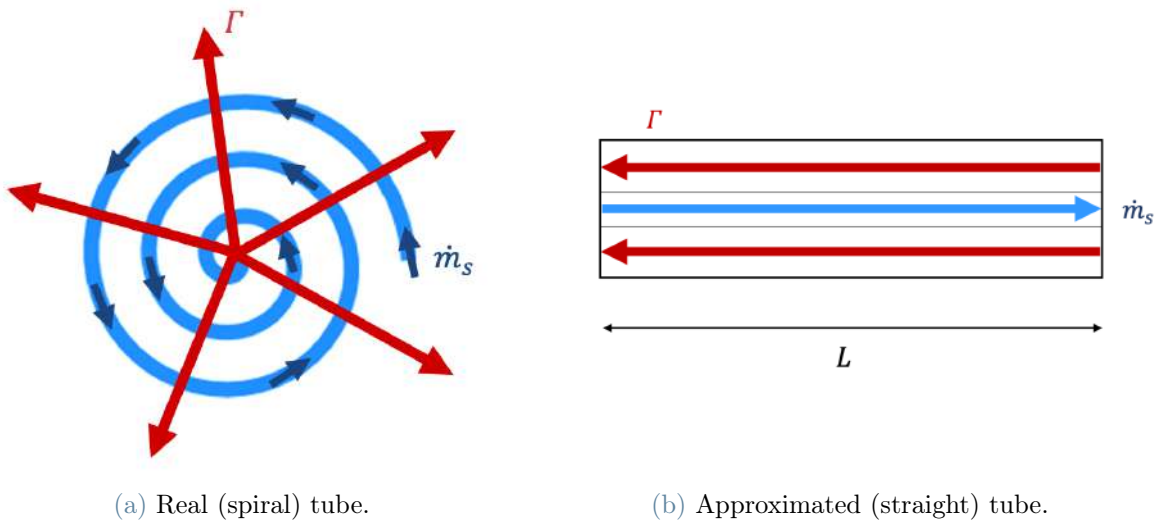 Γ
ṁₛ
(a) Real (spiral) tube.
Γ
ṁₛ
L
(b) Approximated (straight) tube.